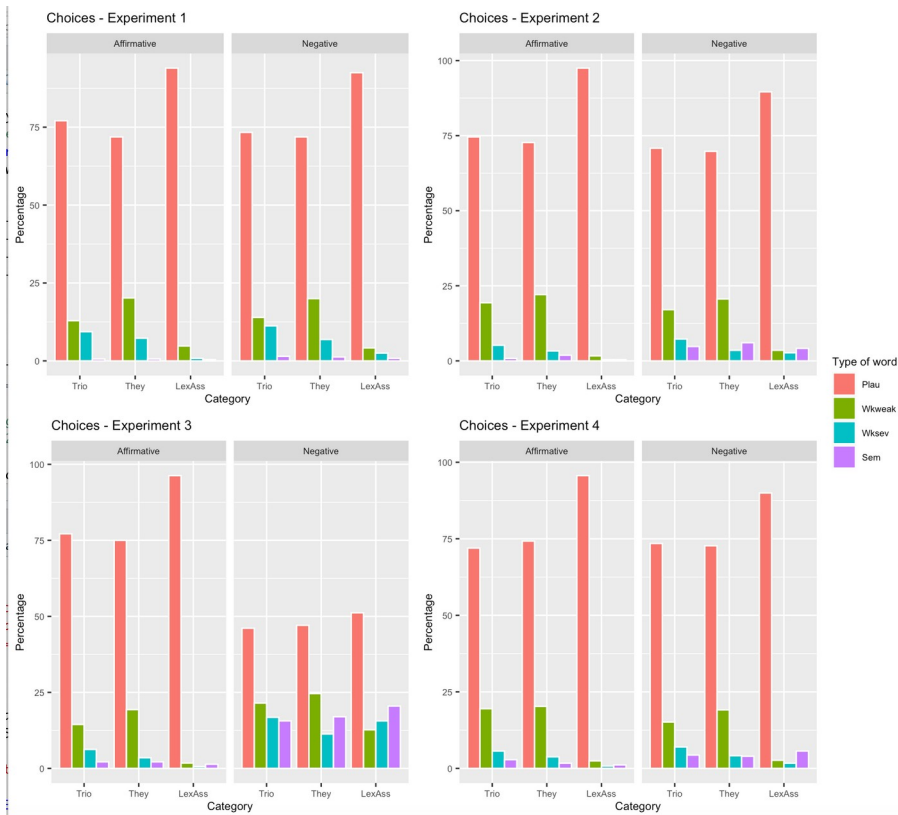 Choices - Experiment 1
Affirmative
Negative
75
50
25
0
Percentage
Trio They LexAss
Trio They LexAss
Category
Choices - Experiment 2
Affirmative
Negative
100
75
50
25
0
Percentage
Trio They LexAss
Trio They LexAss
Category
Choices - Experiment 3
Affirmative
Negative
100
75
50
25
0
Percentage
Trio They LexAss
Trio They LexAss
Category
Choices - Experiment 4
Affirmative
Negative
100
75
50
25
0
Percentage
Trio They LexAss
Trio They LexAss
Category
Type of word
Plau
Wkweak
Wksev
Sem